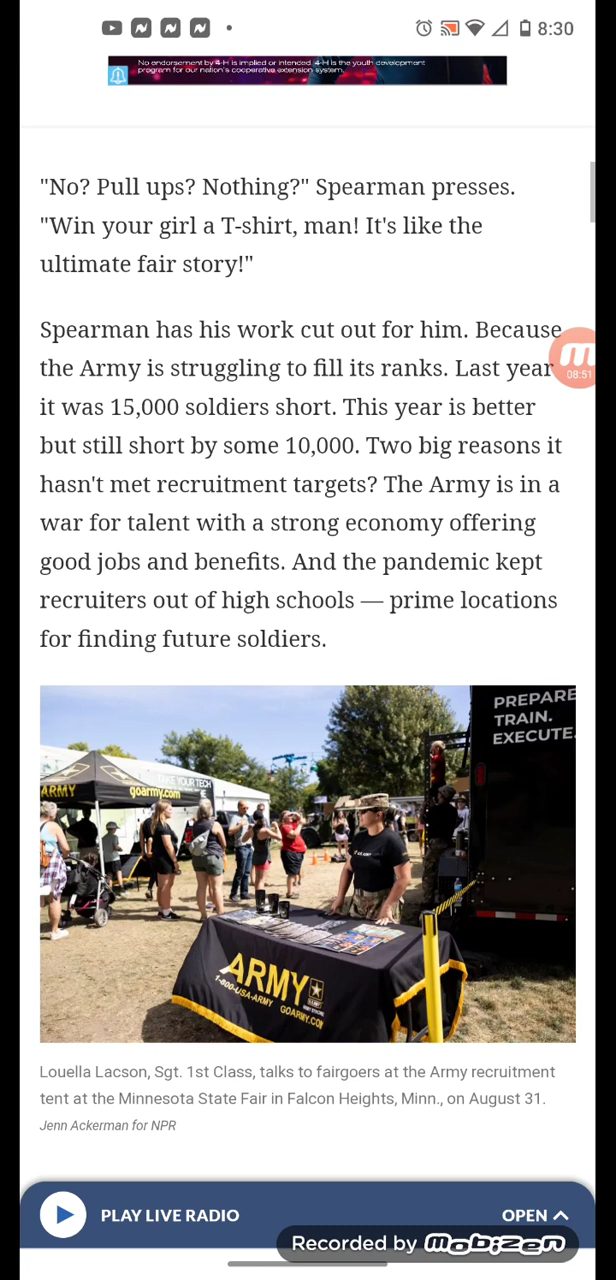 8:30
No endorsement by 4-H is implied or intended. 4-H is the youth development
program for our nation's cooperative extension system.
"No? Pull ups? Nothing?" Spearman presses.
"Win your girl a T-shirt, man! It's like the
ultimate fair story!"
Spearman has his work cut out for him. Because
the Army is struggling to fill its ranks. Last year
08:51
it was 15,000 soldiers short. This year is better
but still short by some 10,000. Two big reasons it
hasn't met recruitment targets? The Army is in a
war for talent with a strong economy offering
good jobs and benefits. And the pandemic kept
recruiters out of high schools — prime locations
for finding future soldiers.
PREPARE.
TRAIN.
EXECUTE.
ARMY
goarmy.com
YOUR TECH
ARMY
1-800-USA-ARMY GOARMY.COM
Louella Lacson, Sgt. 1st Class, talks to fairgoers at the Army recruitment
tent at the Minnesota State Fair in Falcon Heights, Minn., on August 31.
Jenn Ackerman for NPR
PLAY LIVE RADIO
OPEN
Recorded by mobizen